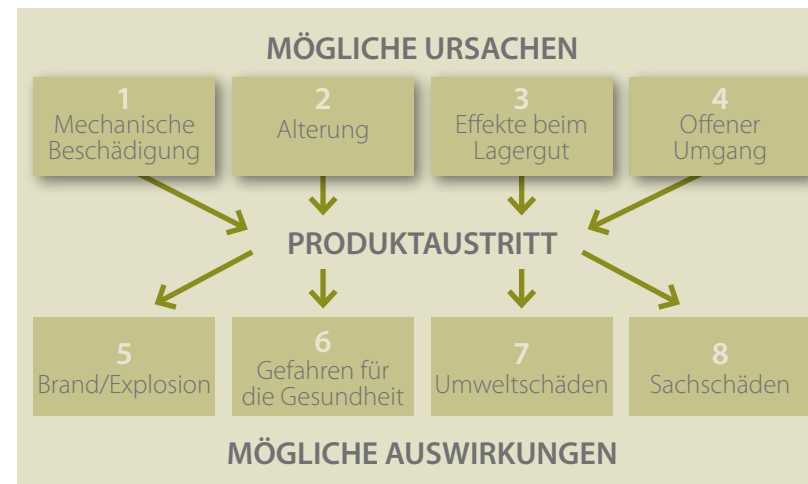 MÖGLICHE URSACHEN
1
Mechanische
Beschädigung
2
Alterung
3
Effekte beim
Lagergut
4
Offener
Umgang
PRODUKTAUSTRITT
5
Brand/Explosion
6
Gefahren für
die Gesundheit
7
Umweltschäden
8
Sachschäden
MÖGLICHE AUSWIRKUNGEN